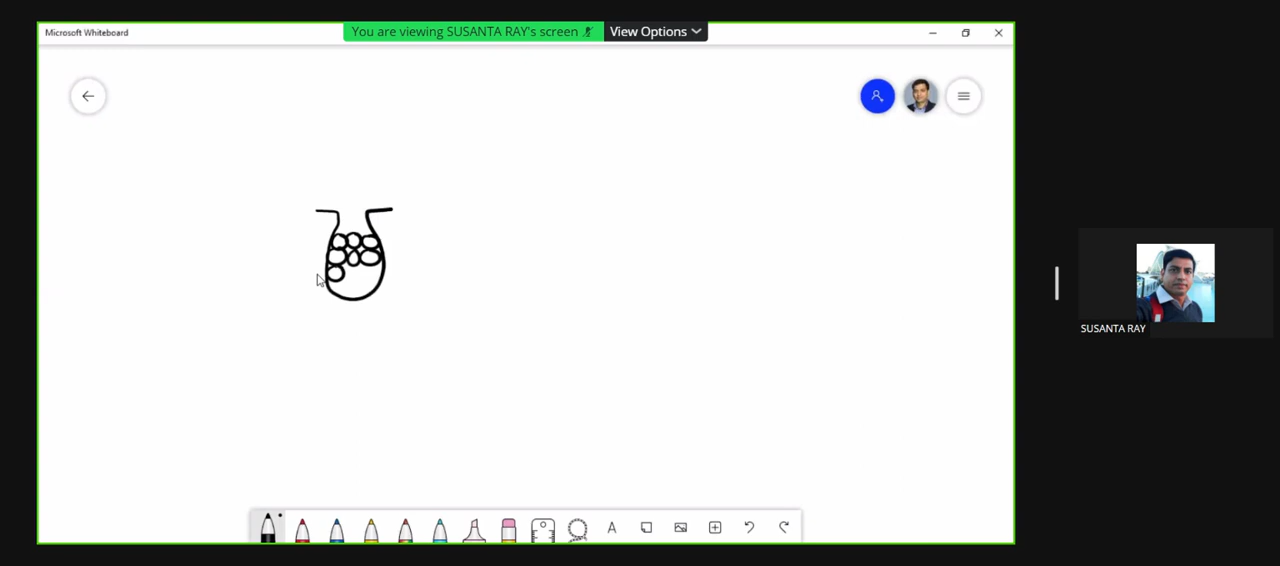 Microsoft Whiteboard
You are viewing SUSANTA RAY's screen
View Options
SUSANTA RAY
A